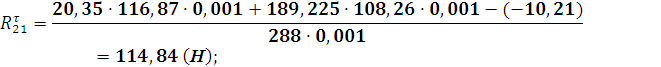 R₂₁ᵗ = (20,35 · 116,87 · 0,001 + 189,225 · 108,26 · 0,001 − (−10,21)) / (288 · 0,001)
= 114,84 (H);